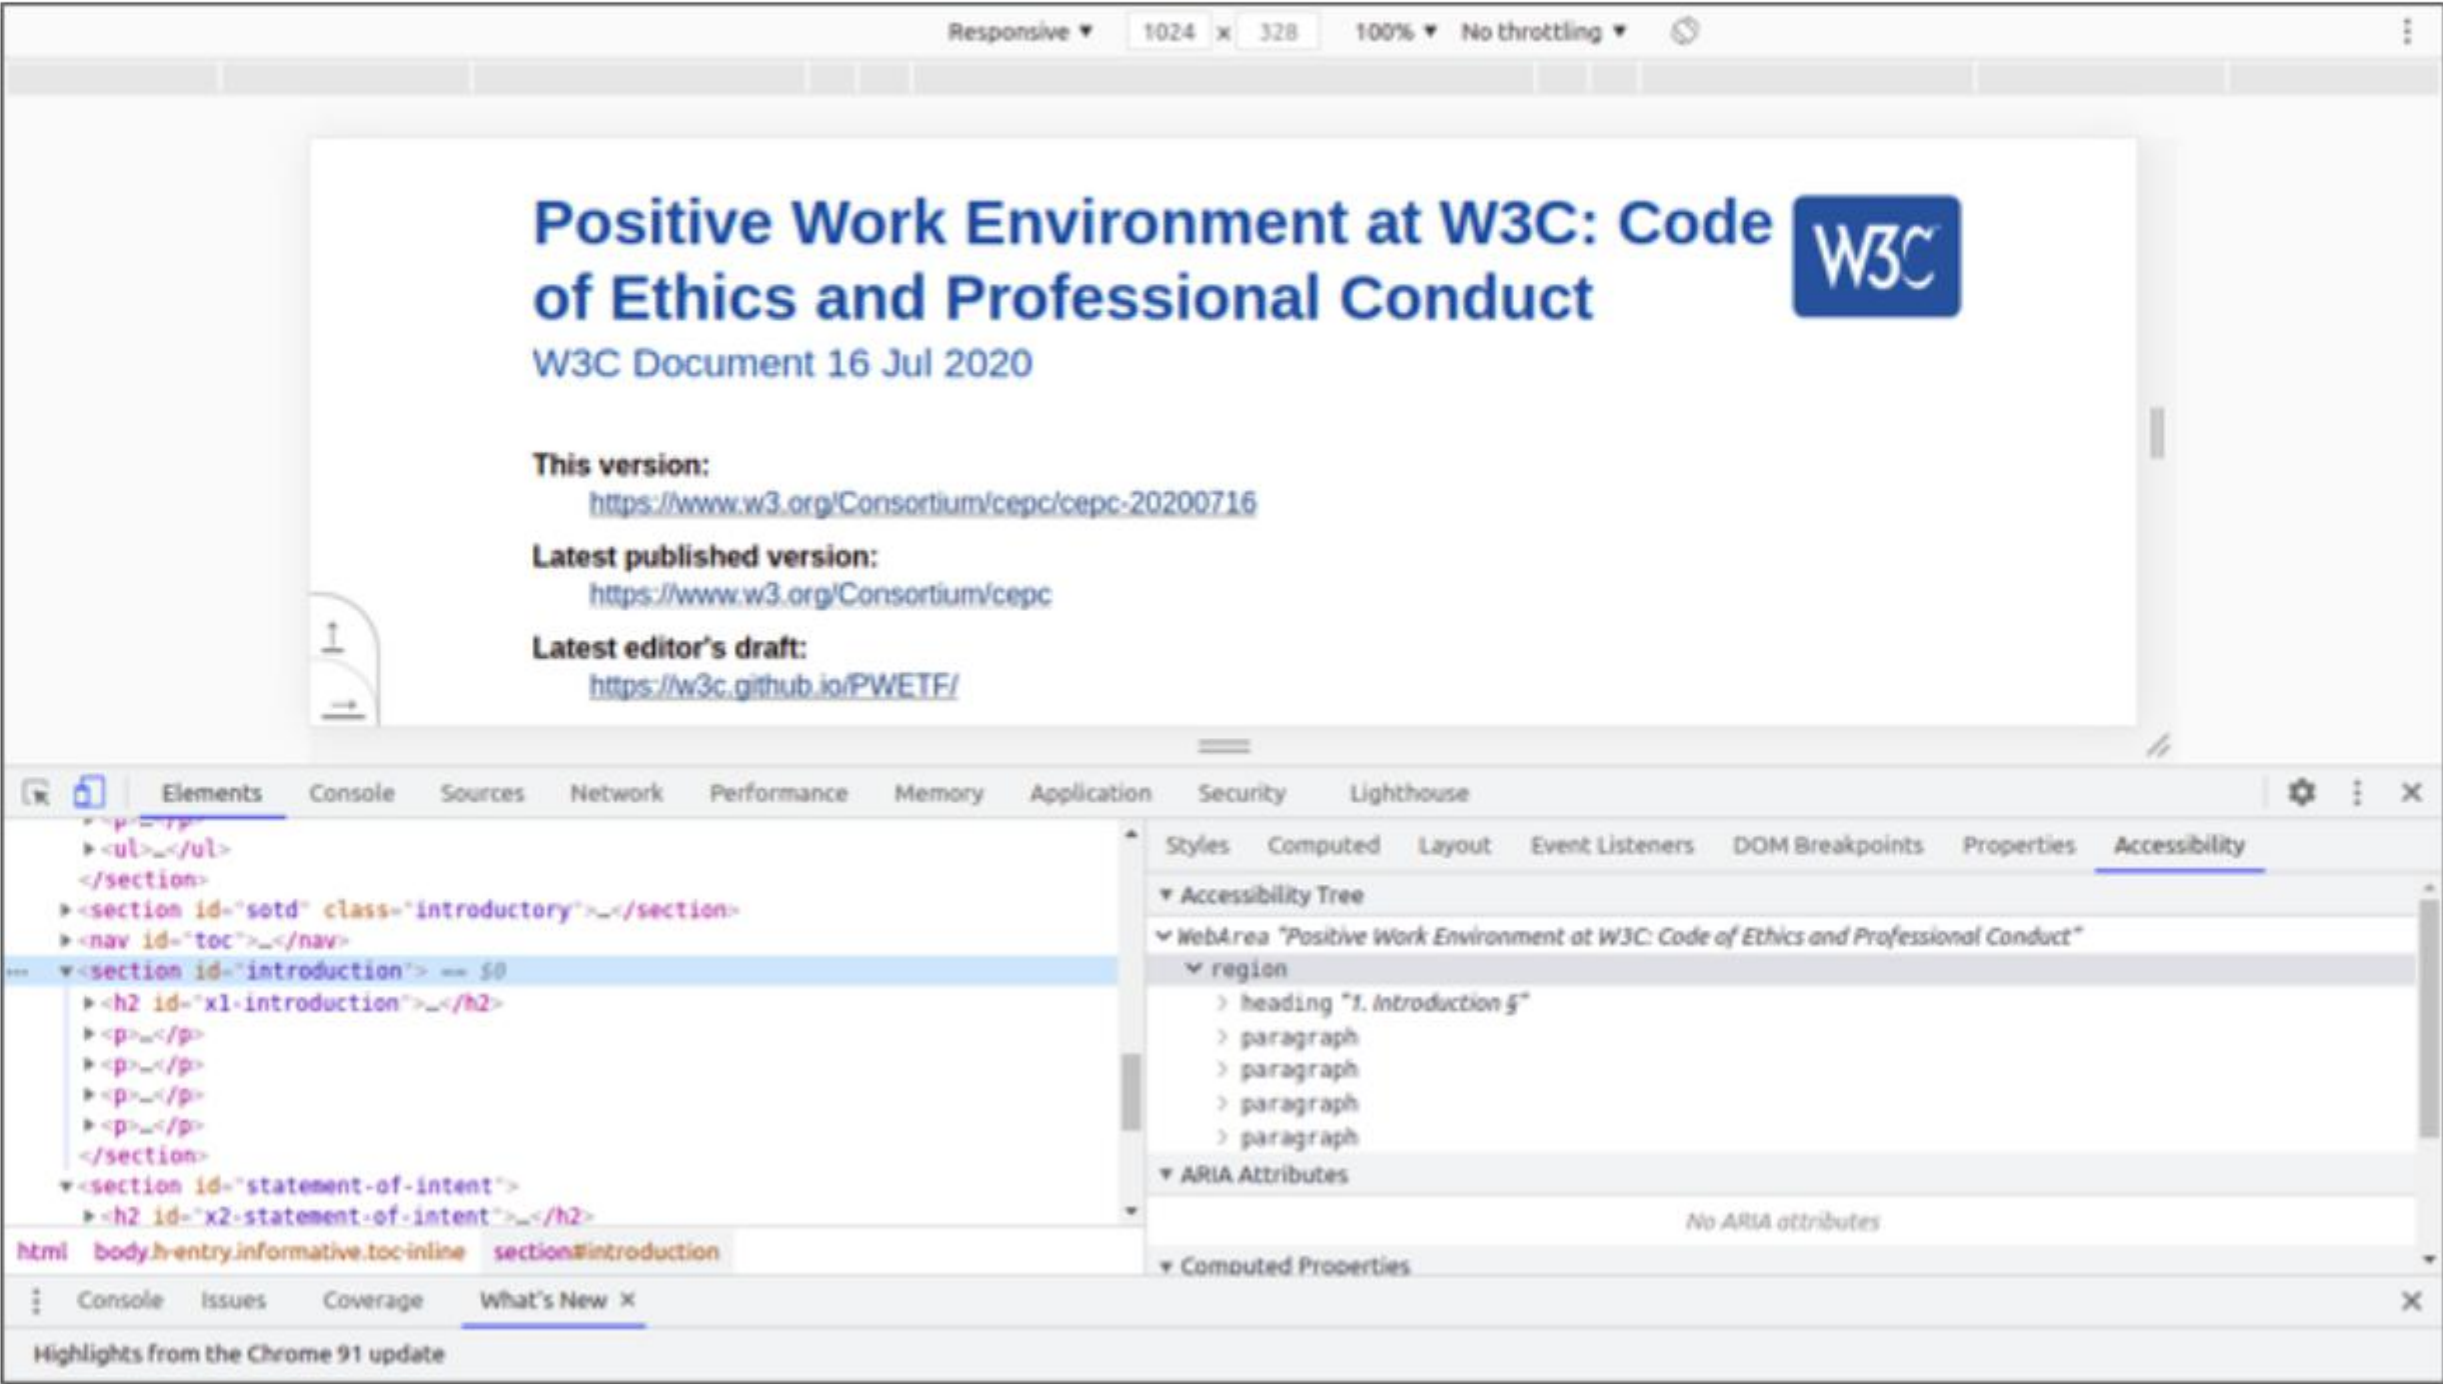 Responsive ▼ 1024 x 328 100% ▼ No throttling ▼
Positive Work Environment at W3C: Code
of Ethics and Professional Conduct
W3C
W3C Document 16 Jul 2020
This version:
https://www.w3.org/Consortium/cepc/cepc-20200716
Latest published version:
https://www.w3.org/Consortium/cepc
Latest editor's draft:
https://w3c.github.io/PWETF/
Elements Console Sources Network Performance Memory Application Security Lighthouse
<p>…</p>
<ul>…</ul>
</section>
<section id="sotd" class="introductory">…</section>
<nav id="toc">…</nav>
<section id="introduction"> == $0
<h2 id="x1-introduction">…</h2>
<p>…</p>
<p>…</p>
<p>…</p>
<p>…</p>
</section>
<section id="statement-of-intent">
<h2 id="x2-statement-of-intent">…</h2>
html body.h-entry.informative.toc-inline section#introduction
Styles Computed Layout Event Listeners DOM Breakpoints Properties Accessibility
Accessibility Tree
WebArea "Positive Work Environment at W3C: Code of Ethics and Professional Conduct"
region
heading "1. Introduction §"
paragraph
paragraph
paragraph
paragraph
ARIA Attributes
No ARIA attributes
Computed Properties
Console Issues Coverage What's New ×
Highlights from the Chrome 91 update